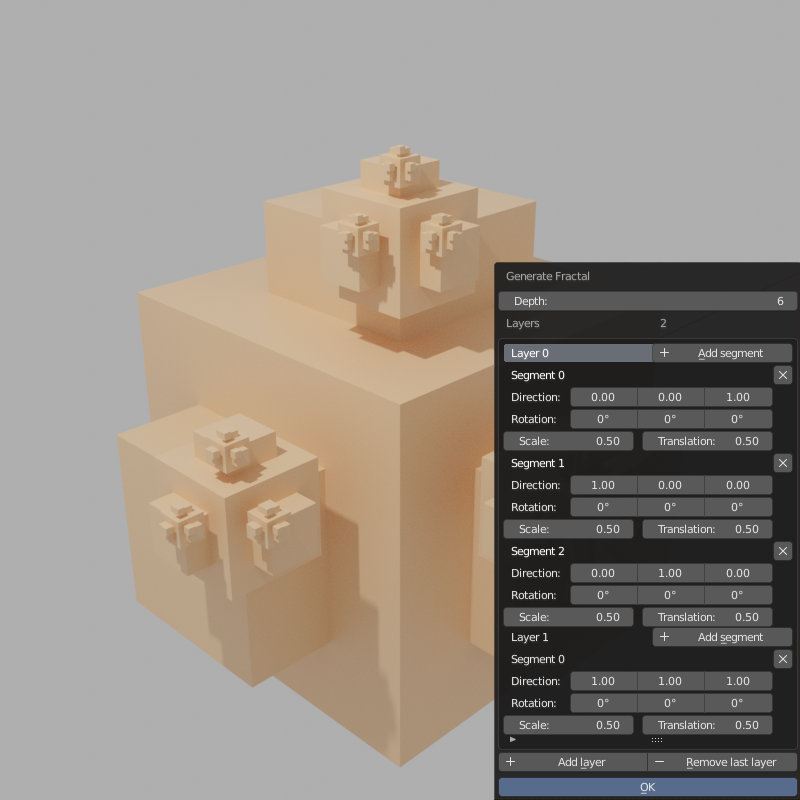 Generate Fractal
Depth: 6
Layers 2
Layer 0 + Add segment
Segment 0
Direction: 0.00 0.00 1.00
Rotation: 0° 0° 0°
Scale: 0.50 Translation: 0.50
Segment 1
Direction: 1.00 0.00 0.00
Rotation: 0° 0° 0°
Scale: 0.50 Translation: 0.50
Segment 2
Direction: 0.00 1.00 0.00
Rotation: 0° 0° 0°
Scale: 0.50 Translation: 0.50
Layer 1 + Add segment
Segment 0
Direction: 1.00 1.00 1.00
Rotation: 0° 0° 0°
Scale: 0.50 Translation: 0.50
+ Add layer − Remove last layer
OK